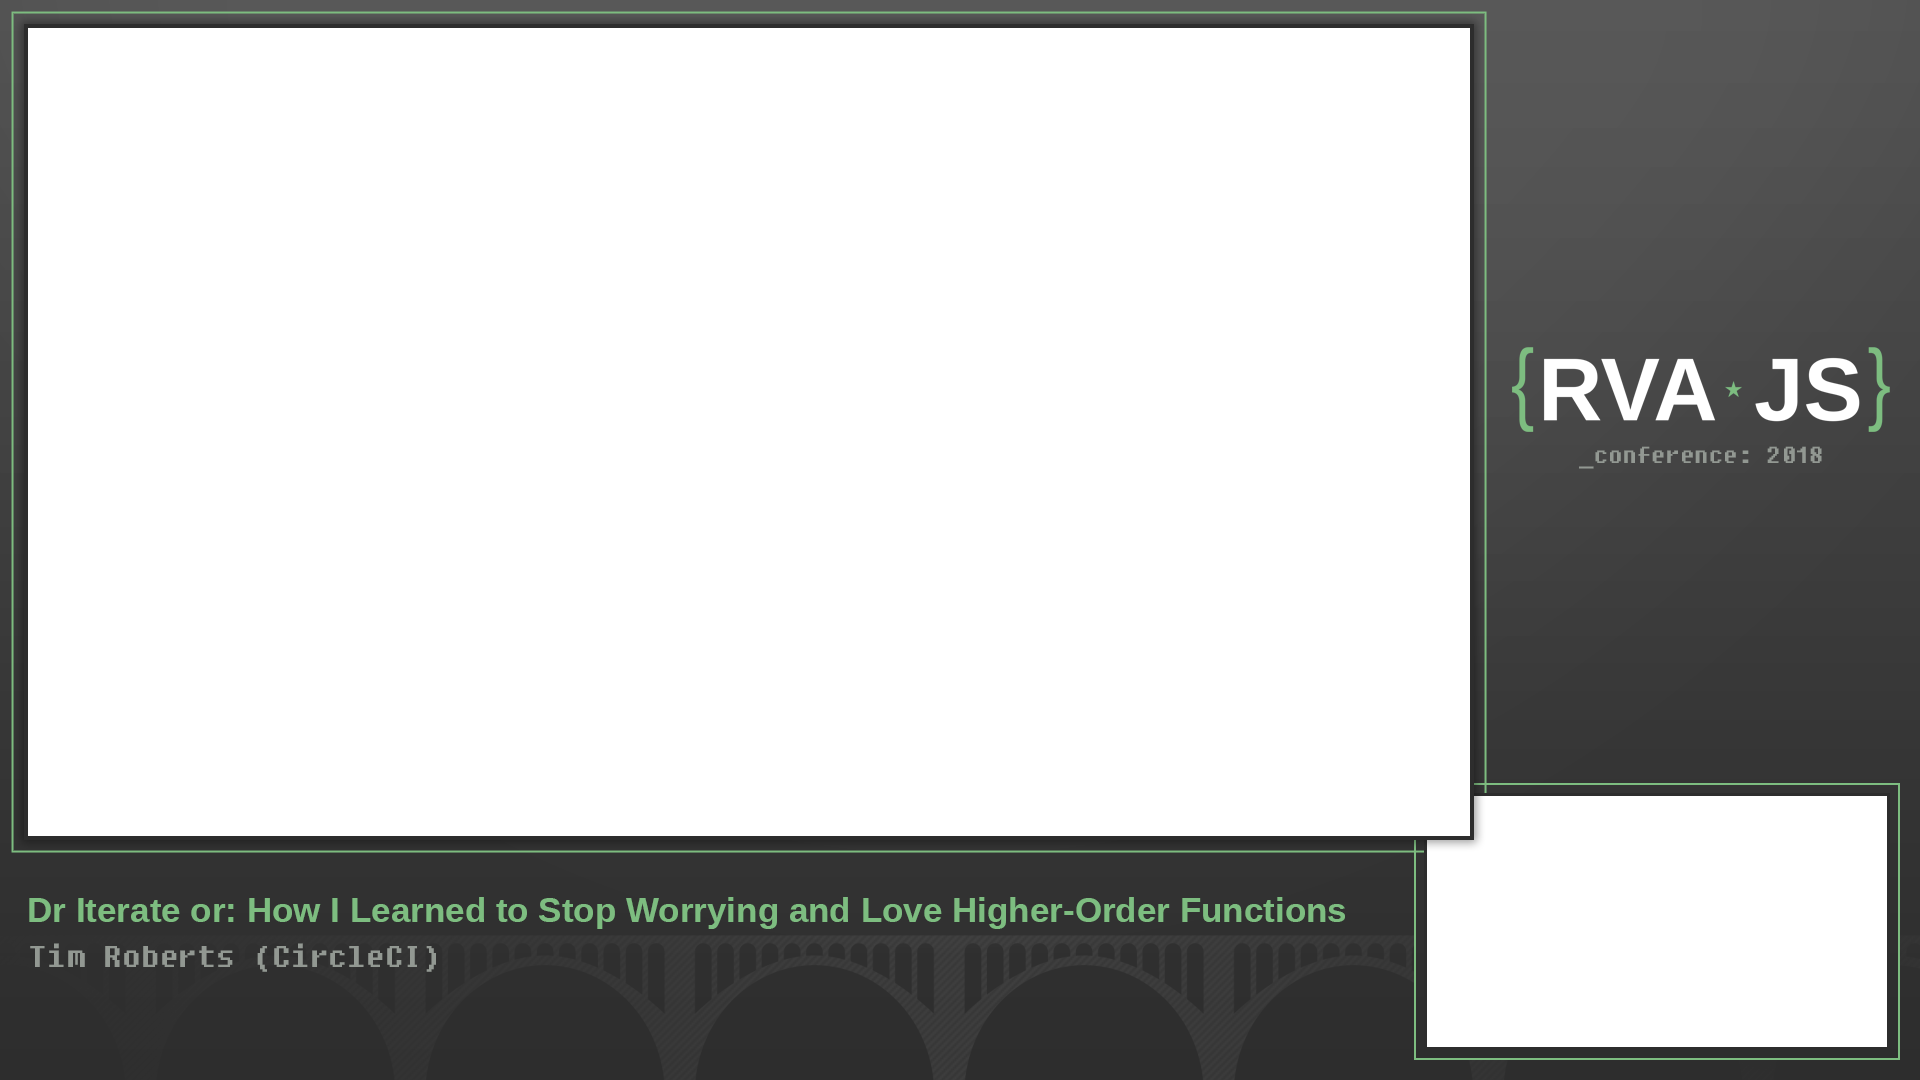 {RVA★JS}
_conference: 2018
Dr Iterate or: How I Learned to Stop Worrying and Love Higher-Order Functions
Tim Roberts (CircleCI)